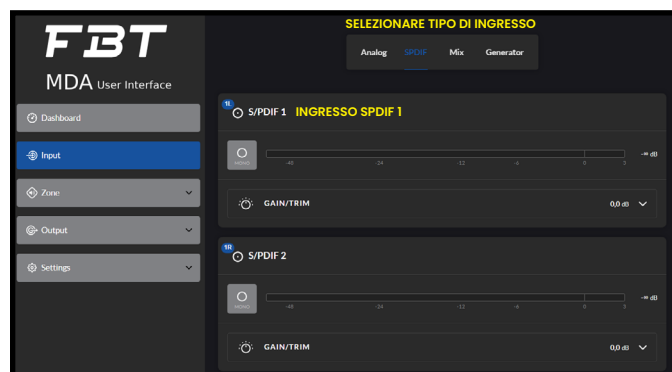 SELEZIONARE TIPO DI INGRESSO
FBT
MDA User Interface
Analog SPDIF Mix Generator
Dashboard
Input
Zone
Output
Settings
1L
S/PDIF 1 INGRESSO SPDIF 1
MONO
-48 -24 -12 -6 0 5 -∞ dB
GAIN/TRIM 0,0 dB
1R
S/PDIF 2
MONO
-48 -24 -12 -6 0 5 -∞ dB
GAIN/TRIM 0,0 dB